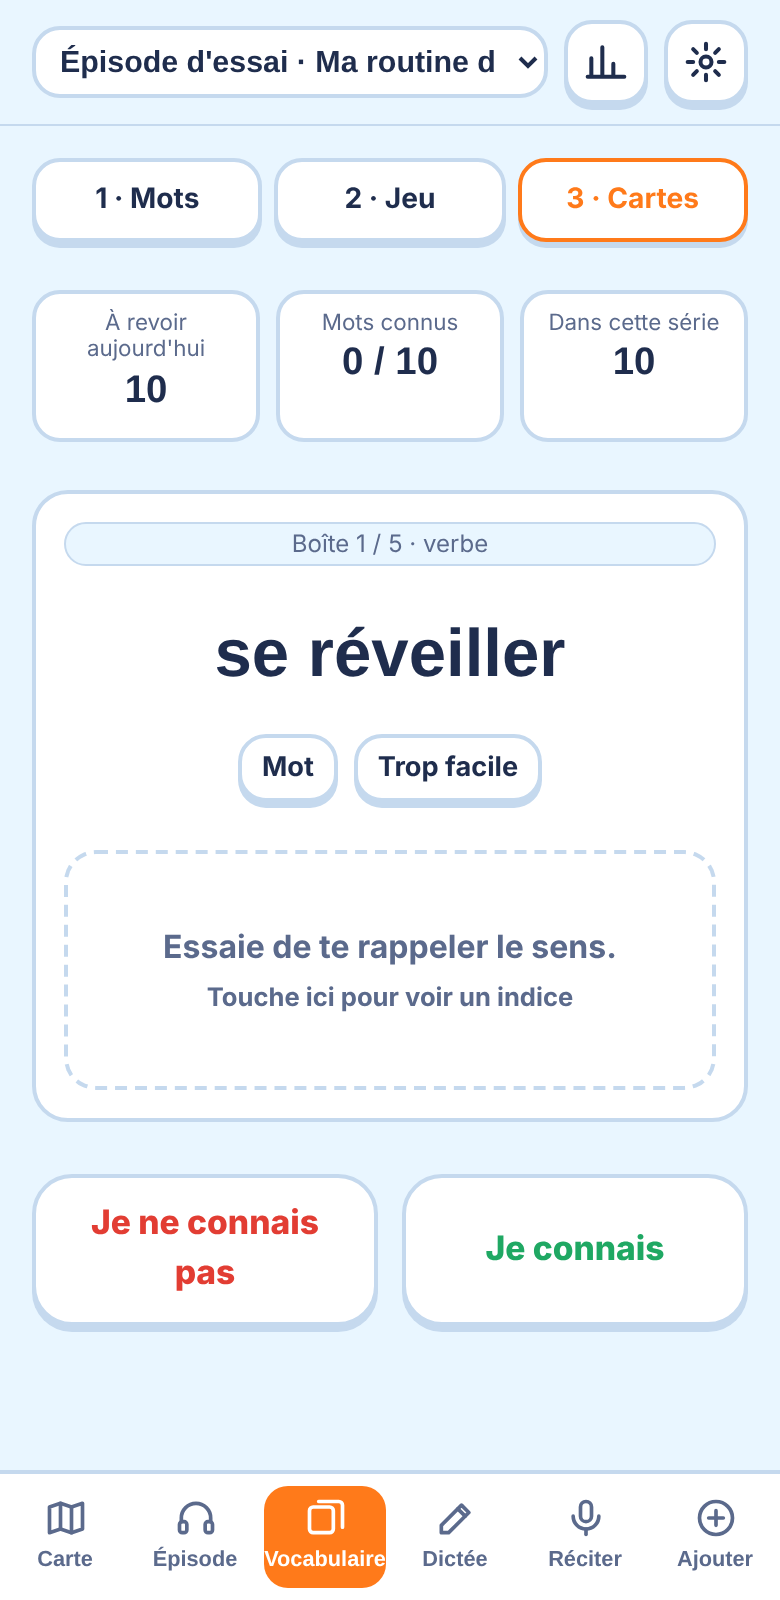 Épisode d'essai · Ma routine d
1 · Mots
2 · Jeu
3 · Cartes
À revoir
aujourd'hui
10
Mots connus
0 / 10
Dans cette série
10
Boîte 1 / 5 · verbe
se réveiller
Mot
Trop facile
Essaie de te rappeler le sens.
Touche ici pour voir un indice
Je ne connais
pas
Je connais
Carte
Épisode
Vocabulaire
Dictée
Réciter
Ajouter